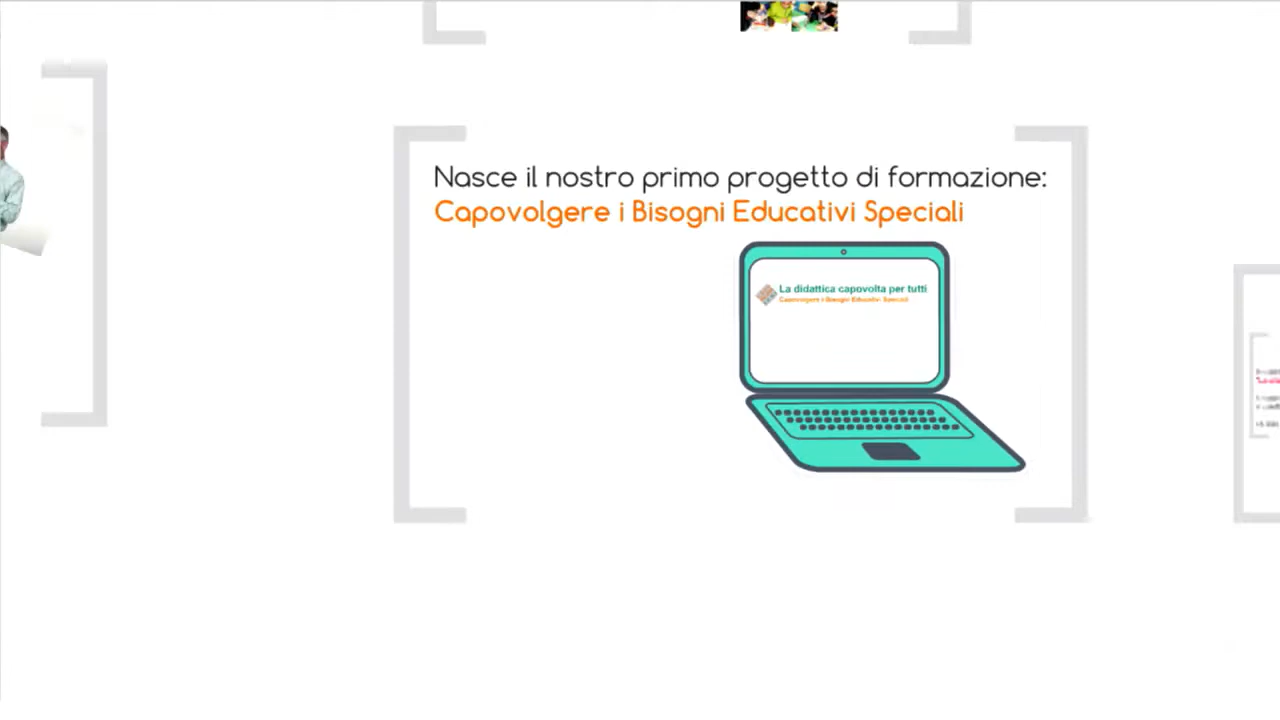 Nasce il nostro primo progetto di formazione:
Capovolgere i Bisogni Educativi Speciali
La didattica capovolta per tutti
Capovolgere i Bisogni Educativi Speciali